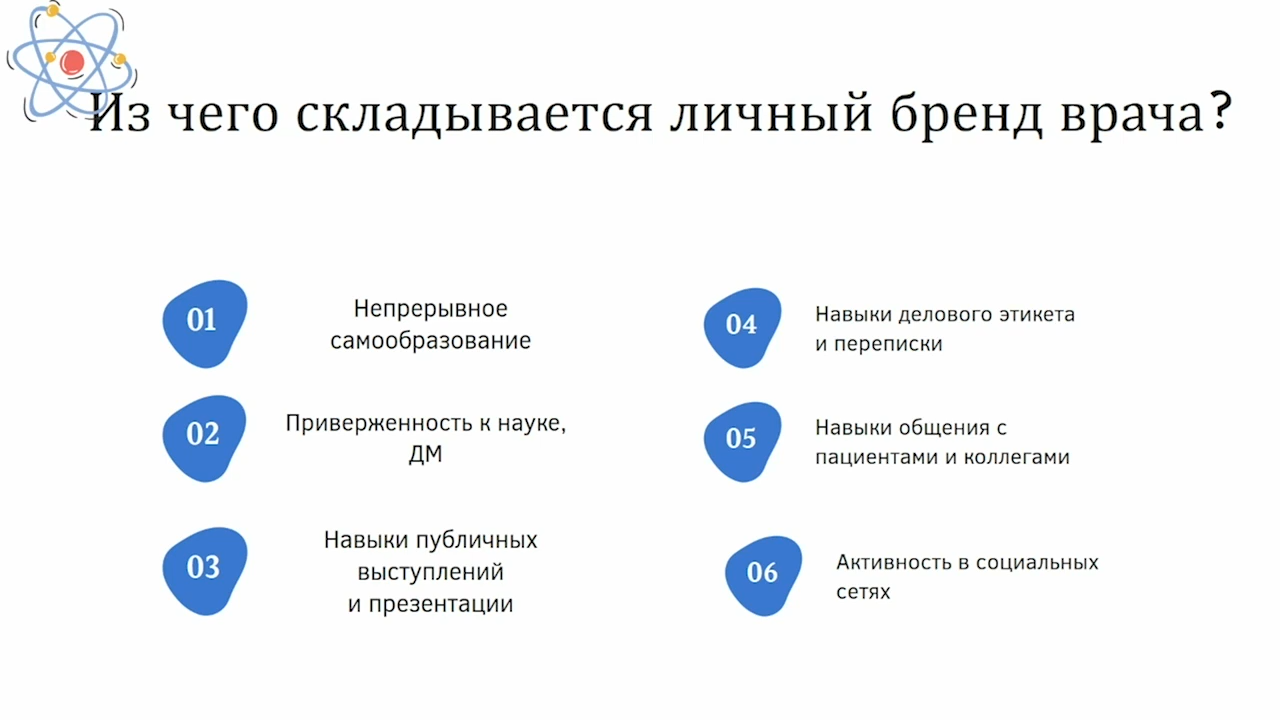 Из чего складывается личный бренд врача?
01
Непрерывное
самообразование
02
Приверженность к науке,
ДМ
03
Навыки публичных
выступлений
и презентации
04
Навыки делового этикета
и переписки
05
Навыки общения с
пациентами и коллегами
06
Активность в социальных
сетях